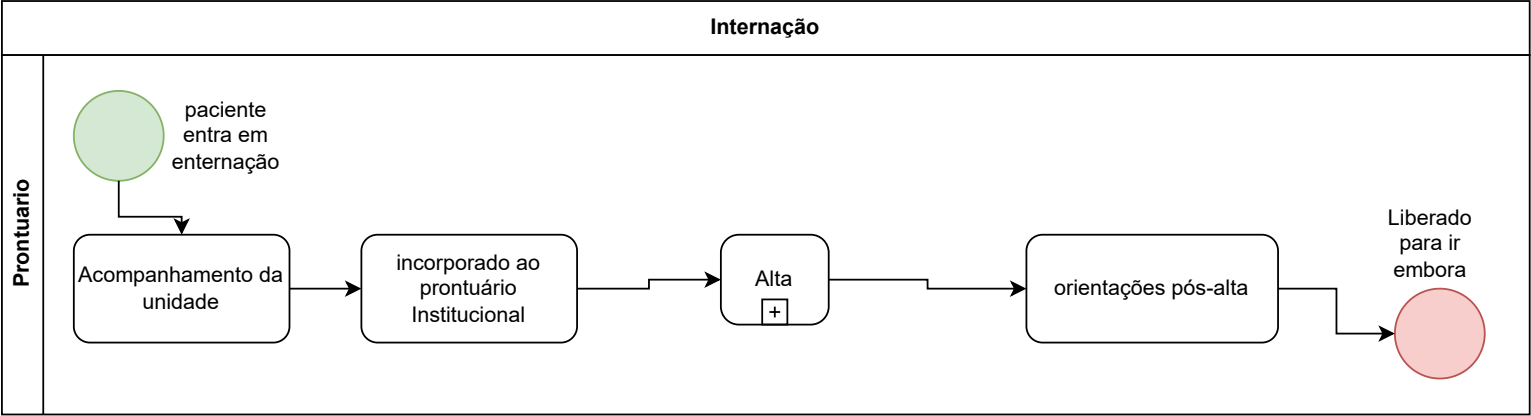 Internação
Prontuario
paciente
entra em
enternação
Acompanhamento da
unidade
incorporado ao
prontuário
Institucional
Alta
+
orientações pós-alta
Liberado
para ir
embora